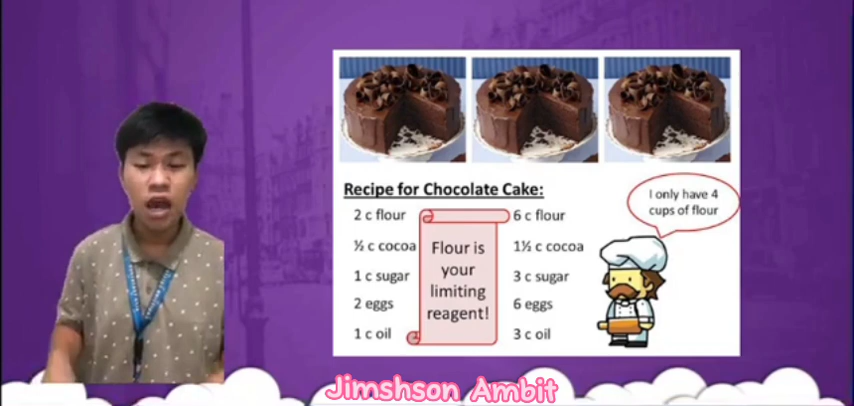 Recipe for Chocolate Cake:
2 c flour
½ c cocoa
1 c sugar
2 eggs
1 c oil
Flour is
your
limiting
reagent!
6 c flour
1½ c cocoa
3 c sugar
6 eggs
3 c oil
I only have 4
cups of flour
Jimshson Ambit